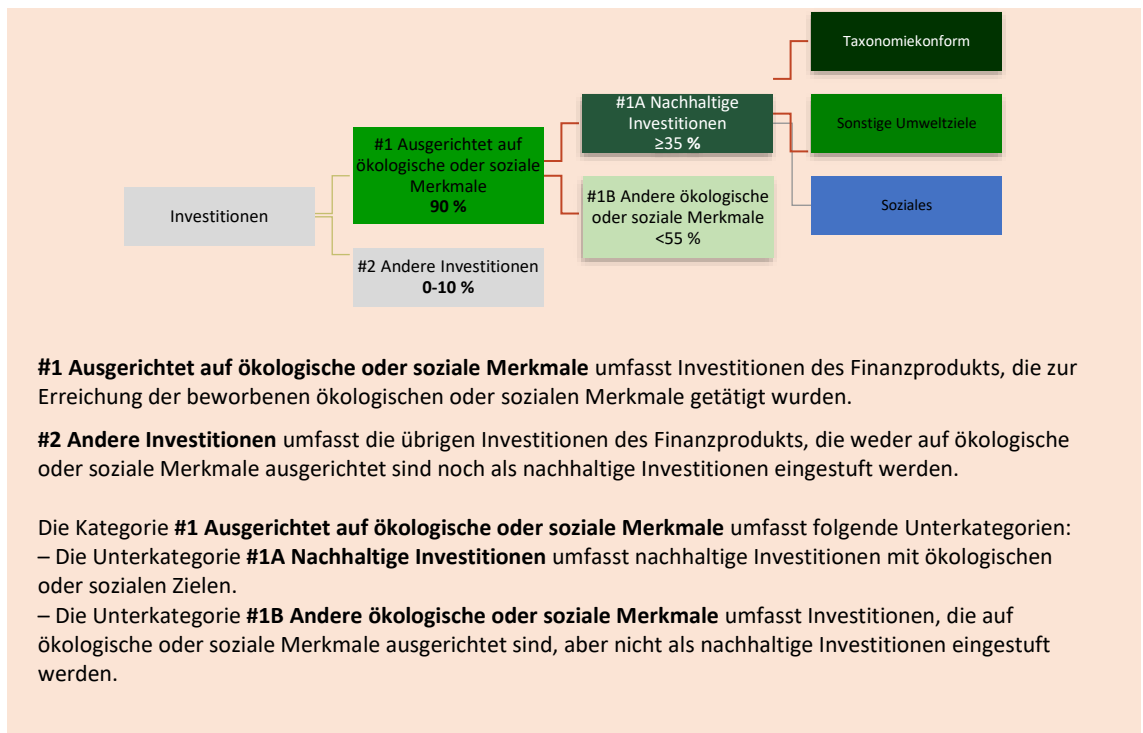 Taxonomiekonform
#1A Nachhaltige
Investitionen
≥35 %
Sonstige Umweltziele
#1 Ausgerichtet auf
ökologische oder soziale
Merkmale
90 %
#1B Andere ökologische
oder soziale Merkmale
<55 %
Soziales
Investitionen
#2 Andere Investitionen
0-10 %
#1 Ausgerichtet auf ökologische oder soziale Merkmale umfasst Investitionen des Finanzprodukts, die zur
Erreichung der beworbenen ökologischen oder sozialen Merkmale getätigt wurden.
#2 Andere Investitionen umfasst die übrigen Investitionen des Finanzprodukts, die weder auf ökologische
oder soziale Merkmale ausgerichtet sind noch als nachhaltige Investitionen eingestuft werden.
Die Kategorie #1 Ausgerichtet auf ökologische oder soziale Merkmale umfasst folgende Unterkategorien:
– Die Unterkategorie #1A Nachhaltige Investitionen umfasst nachhaltige Investitionen mit ökologischen
oder sozialen Zielen.
– Die Unterkategorie #1B Andere ökologische oder soziale Merkmale umfasst Investitionen, die auf
ökologische oder soziale Merkmale ausgerichtet sind, aber nicht als nachhaltige Investitionen eingestuft
werden.